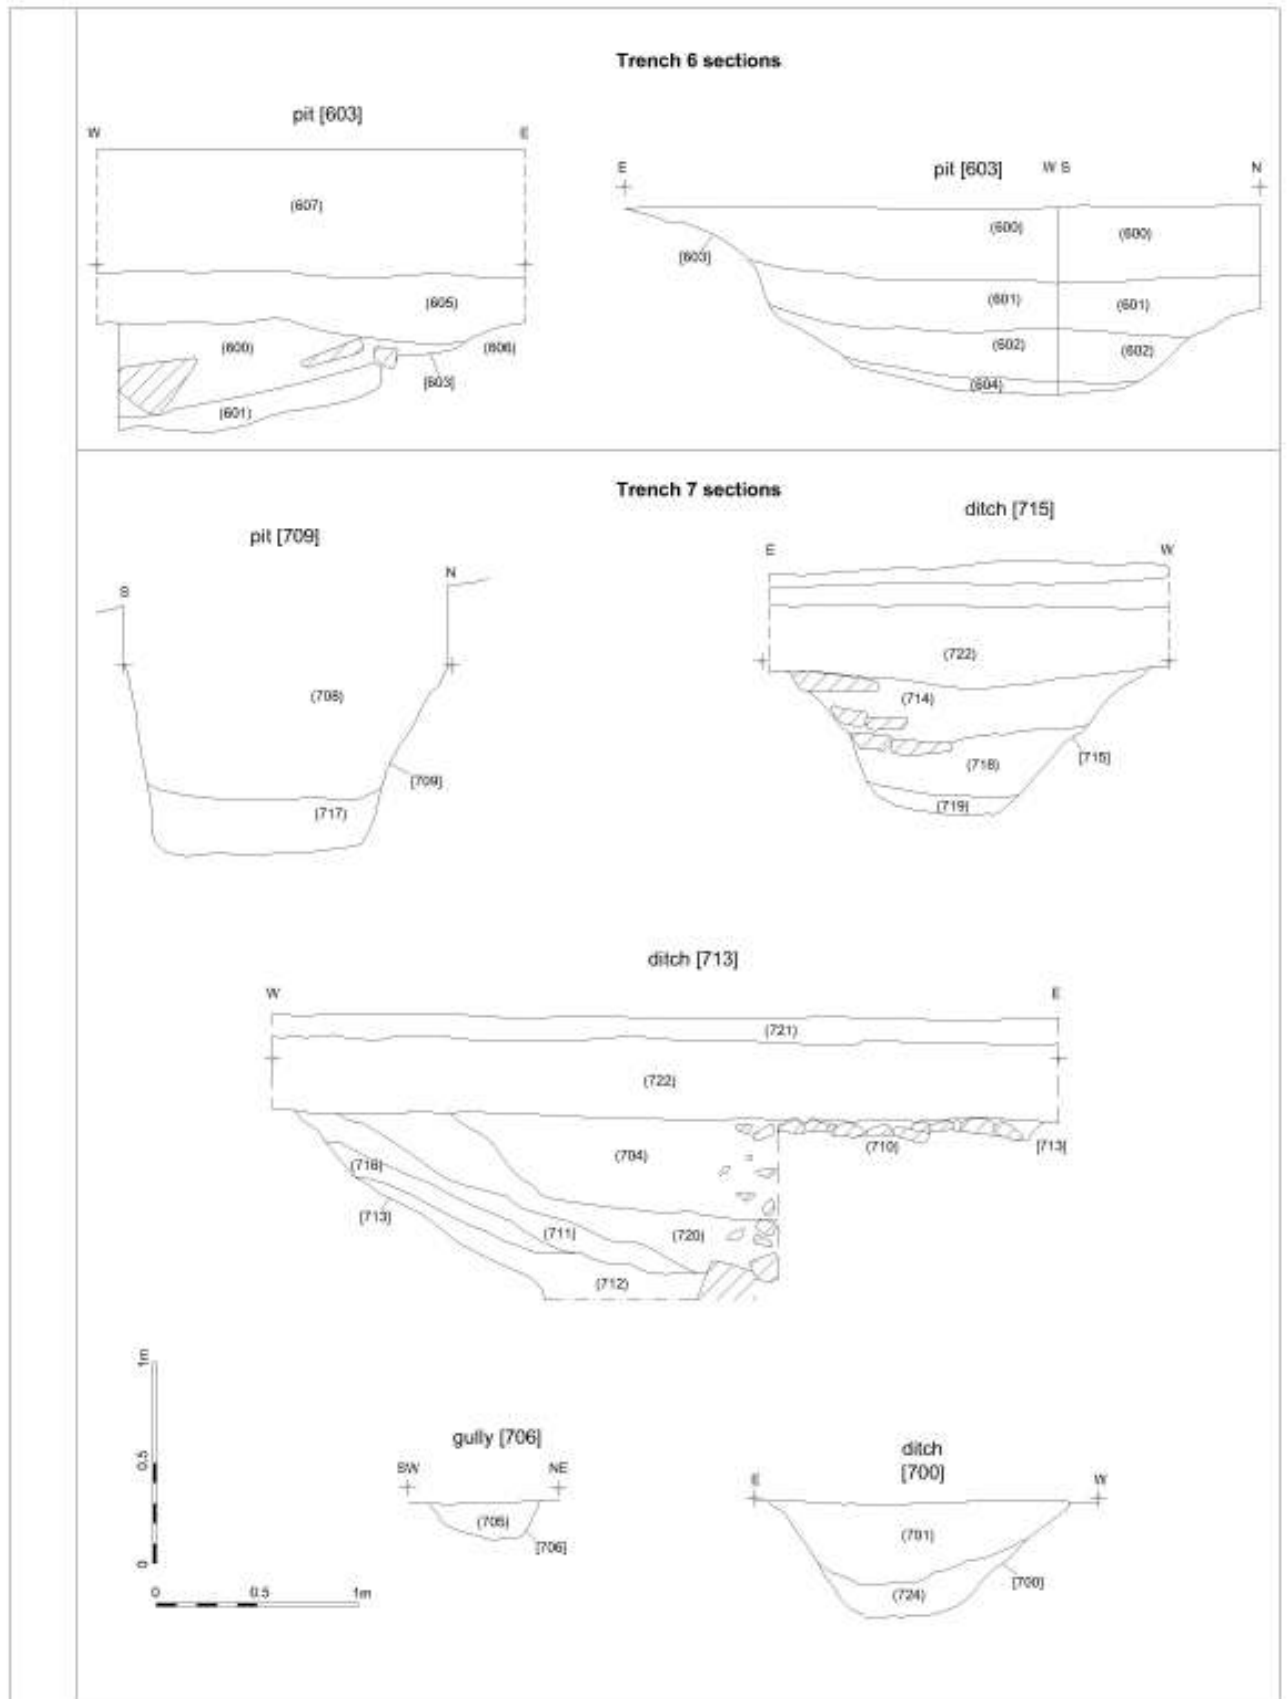 Trench 6 sections
pit [603]
W E
(607)
(605)
(600)
(606)
[603]
(601)
pit [603]
E W S N
(600) (600)
[603]
(601) (601)
(602) (602)
(604)
Trench 7 sections
pit [709]
S N
(708)
[709]
(717)
ditch [715]
E W
(722)
(714)
(718)
[715]
(719)
ditch [713]
W E
(721)
(722)
(704)
(710)
[713]
(716)
[713]
(711)
(720)
(712)
1m
0.5
0
0 0.5 1m
gully [706]
SW NE
(705)
[706]
ditch
[700]
E W
(701)
[700]
(724)